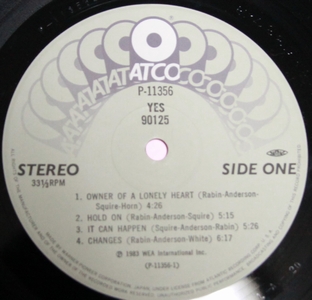 ATCO
P-11356
YES
90125
STEREO
33⅓RPM
SIDE ONE
1. OWNER OF A LONELY HEART (Rabin-Anderson-
Squire-Horn) 4:26
2. HOLD ON (Rabin-Anderson-Squire) 5:15
3. IT CAN HAPPEN (Squire-Anderson-Rabin)
4. CHANGES (Rabin-Anderson-White) 6:17
℗ 1983 WEA International Inc.
(P-11356-1)